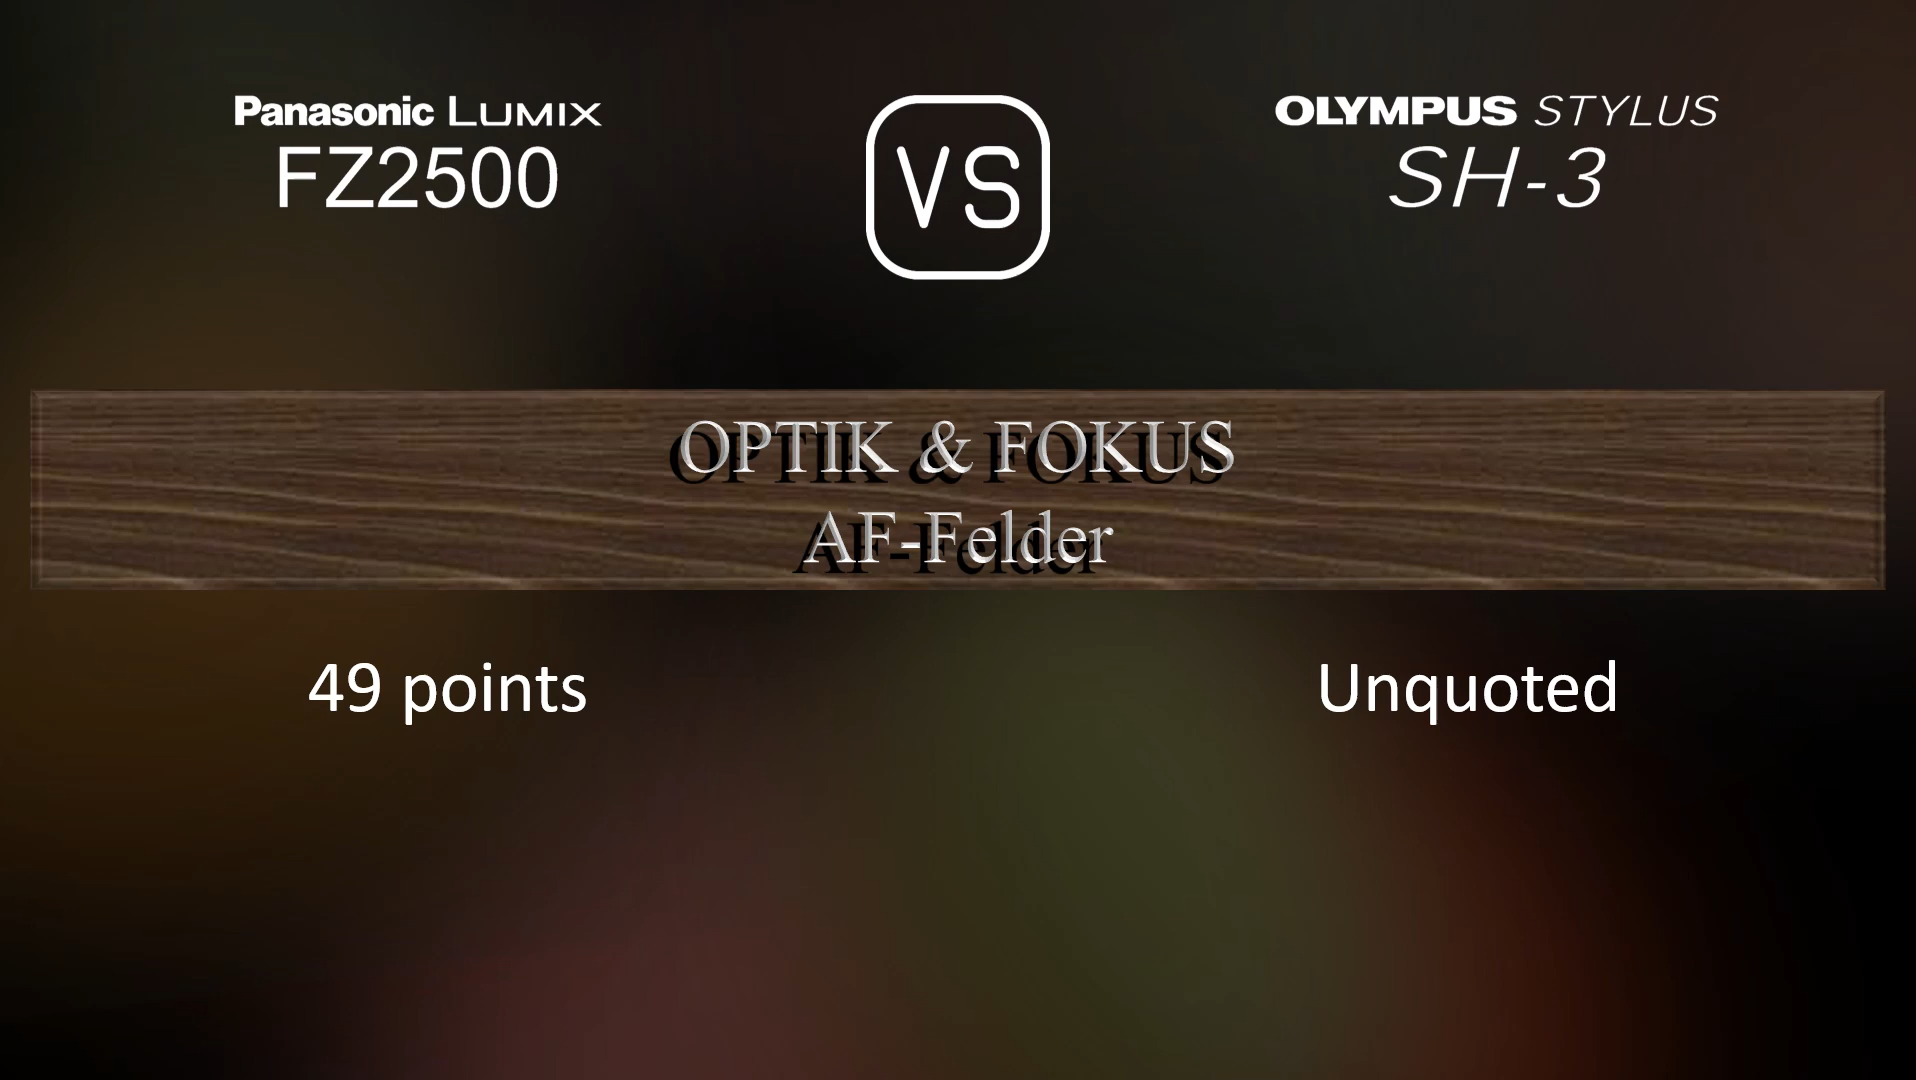 Panasonic LUMIX
FZ2500
VS
OLYMPUS STYLUS
SH-3
OPTIK & FOKUS
AF-Felder
49 points
Unquoted